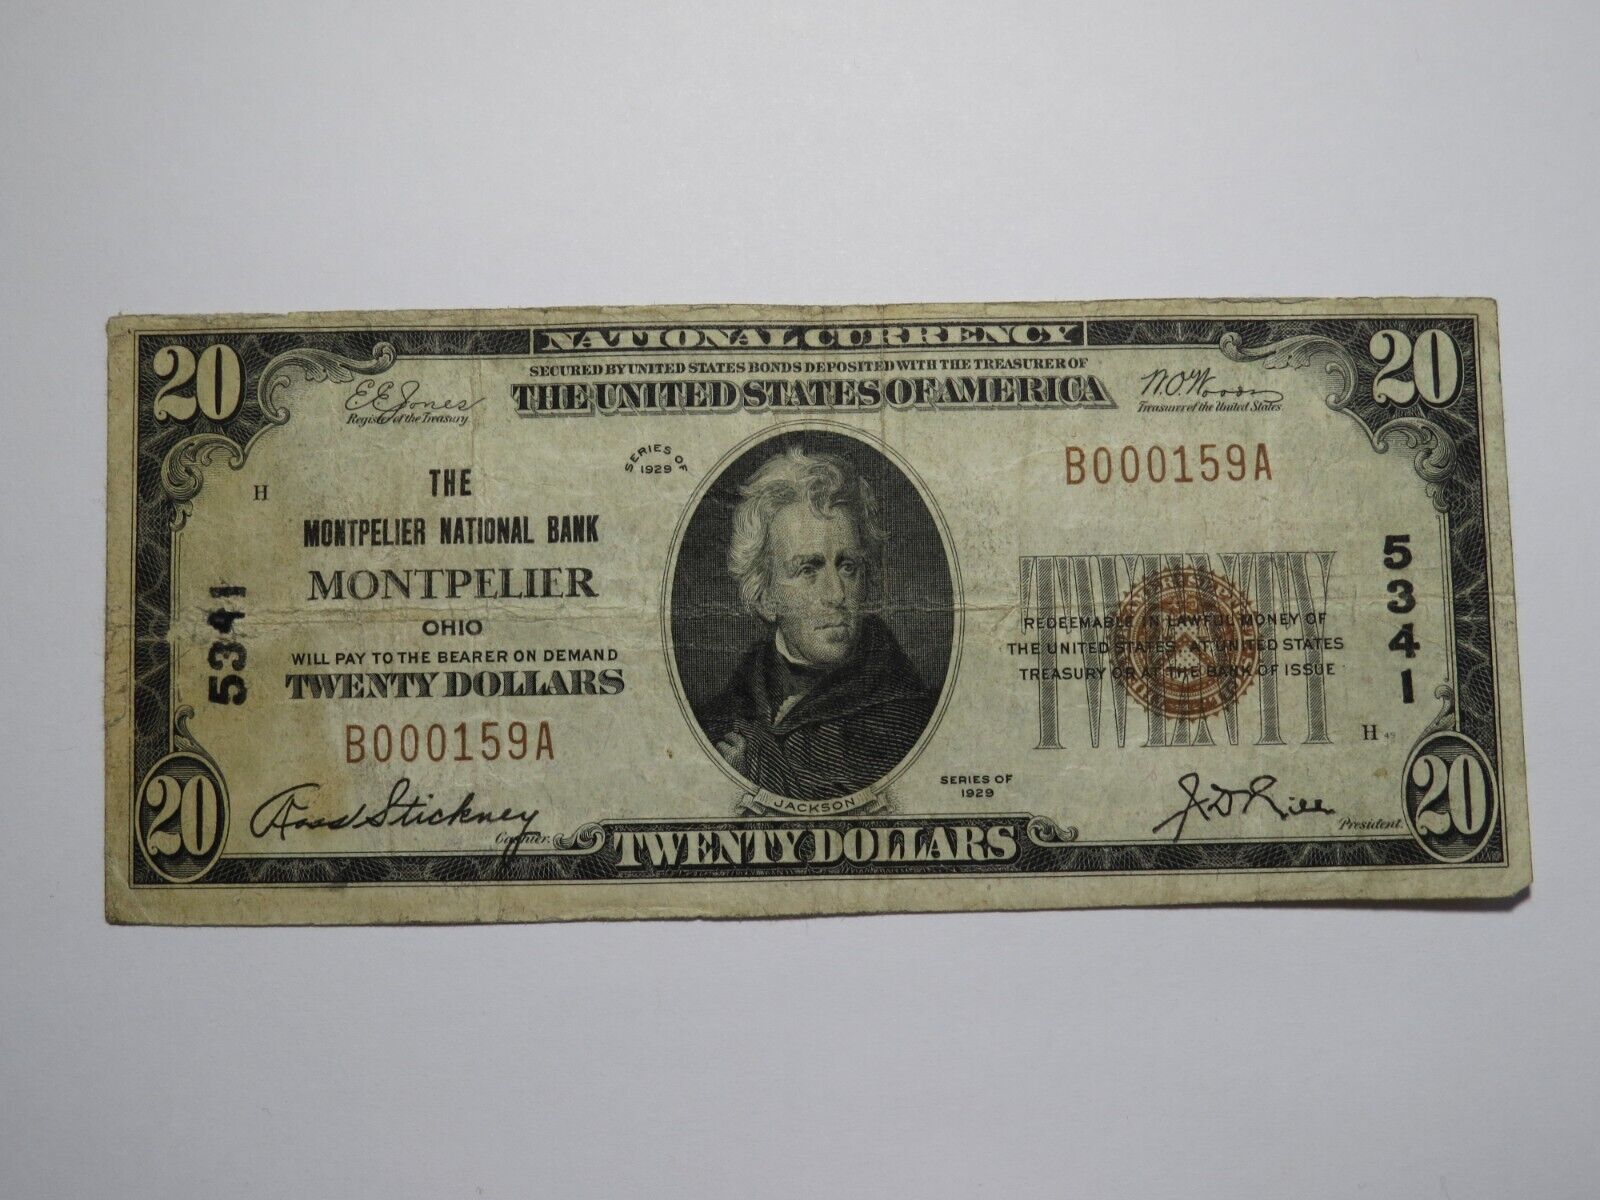 NATIONAL CURRENCY
SECURED BY UNITED STATES BONDS DEPOSITED WITH THE TREASURER OF
THE UNITED STATES OF AMERICA
20
20
E.E. Jones
Register of the Treasury.
W.O. Woods
Treasurer of the United States.
SERIES OF
1929
B000159A
H
THE
MONTPELIER NATIONAL BANK
MONTPELIER
OHIO
WILL PAY TO THE BEARER ON DEMAND
TWENTY DOLLARS
B000159A
5341
5341
TWENTY
REDEEMABLE IN LAWFUL MONEY OF
THE UNITED STATES AT UNITED STATES
TREASURY OR AT THE BANK OF ISSUE
H 49
JACKSON
SERIES OF
1929
Stickney
Cashier.
President.
20
20
TWENTY DOLLARS